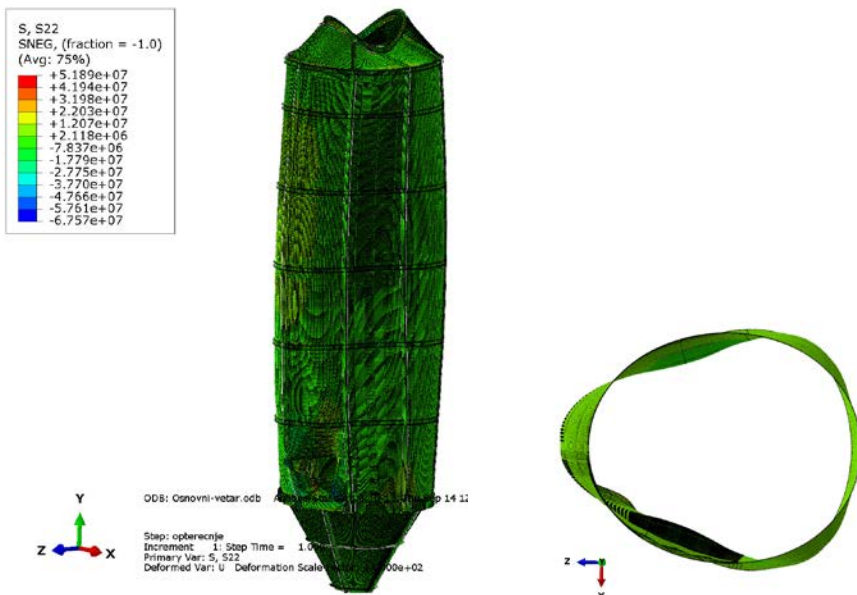 S, S22
SNEG, (fraction = -1.0)
(Avg: 75%)
+5.189e+07
+4.194e+07
+3.198e+07
+2.203e+07
+1.207e+07
+2.118e+06
-7.837e+06
-1.779e+07
-2.775e+07
-3.770e+07
-4.766e+07
-5.761e+07
-6.757e+07
Y
Z
X
ODB: Osnovni-vetar.odb
14 12
Step: opterecnje
Increment 1: Step Time = 1.0
Primary Var: S, S22
Deformed Var: U Deformation Scale
Z